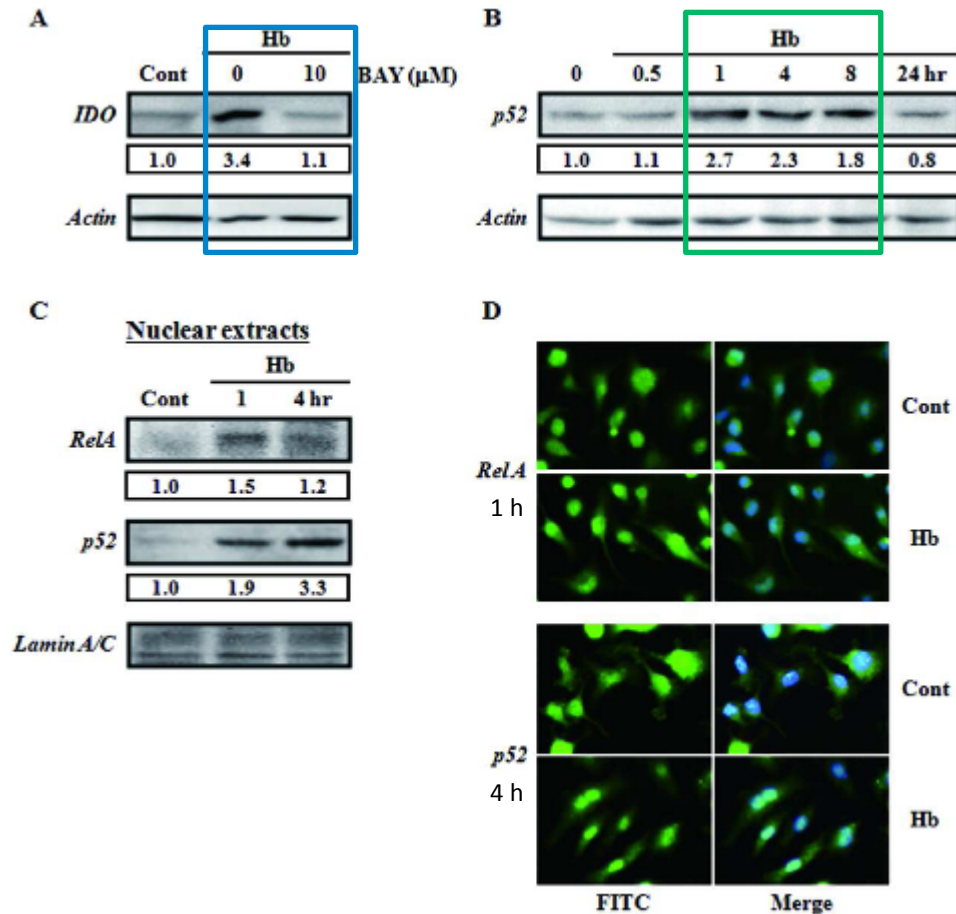 A
Hb
Cont 0 10 BAY (µM)
IDO
1.0 3.4 1.1
Actin
B
Hb
0 0.5 1 4 8 24 hr
p52
1.0 1.1 2.7 2.3 1.8 0.8
Actin
C
Nuclear extracts
Hb
Cont 1 4 hr
RelA
1.0 1.5 1.2
p52
1.0 1.9 3.3
Lamin A/C
D
Cont
Rel A
1 h
Hb
Cont
p52
4 h
Hb
FITC Merge